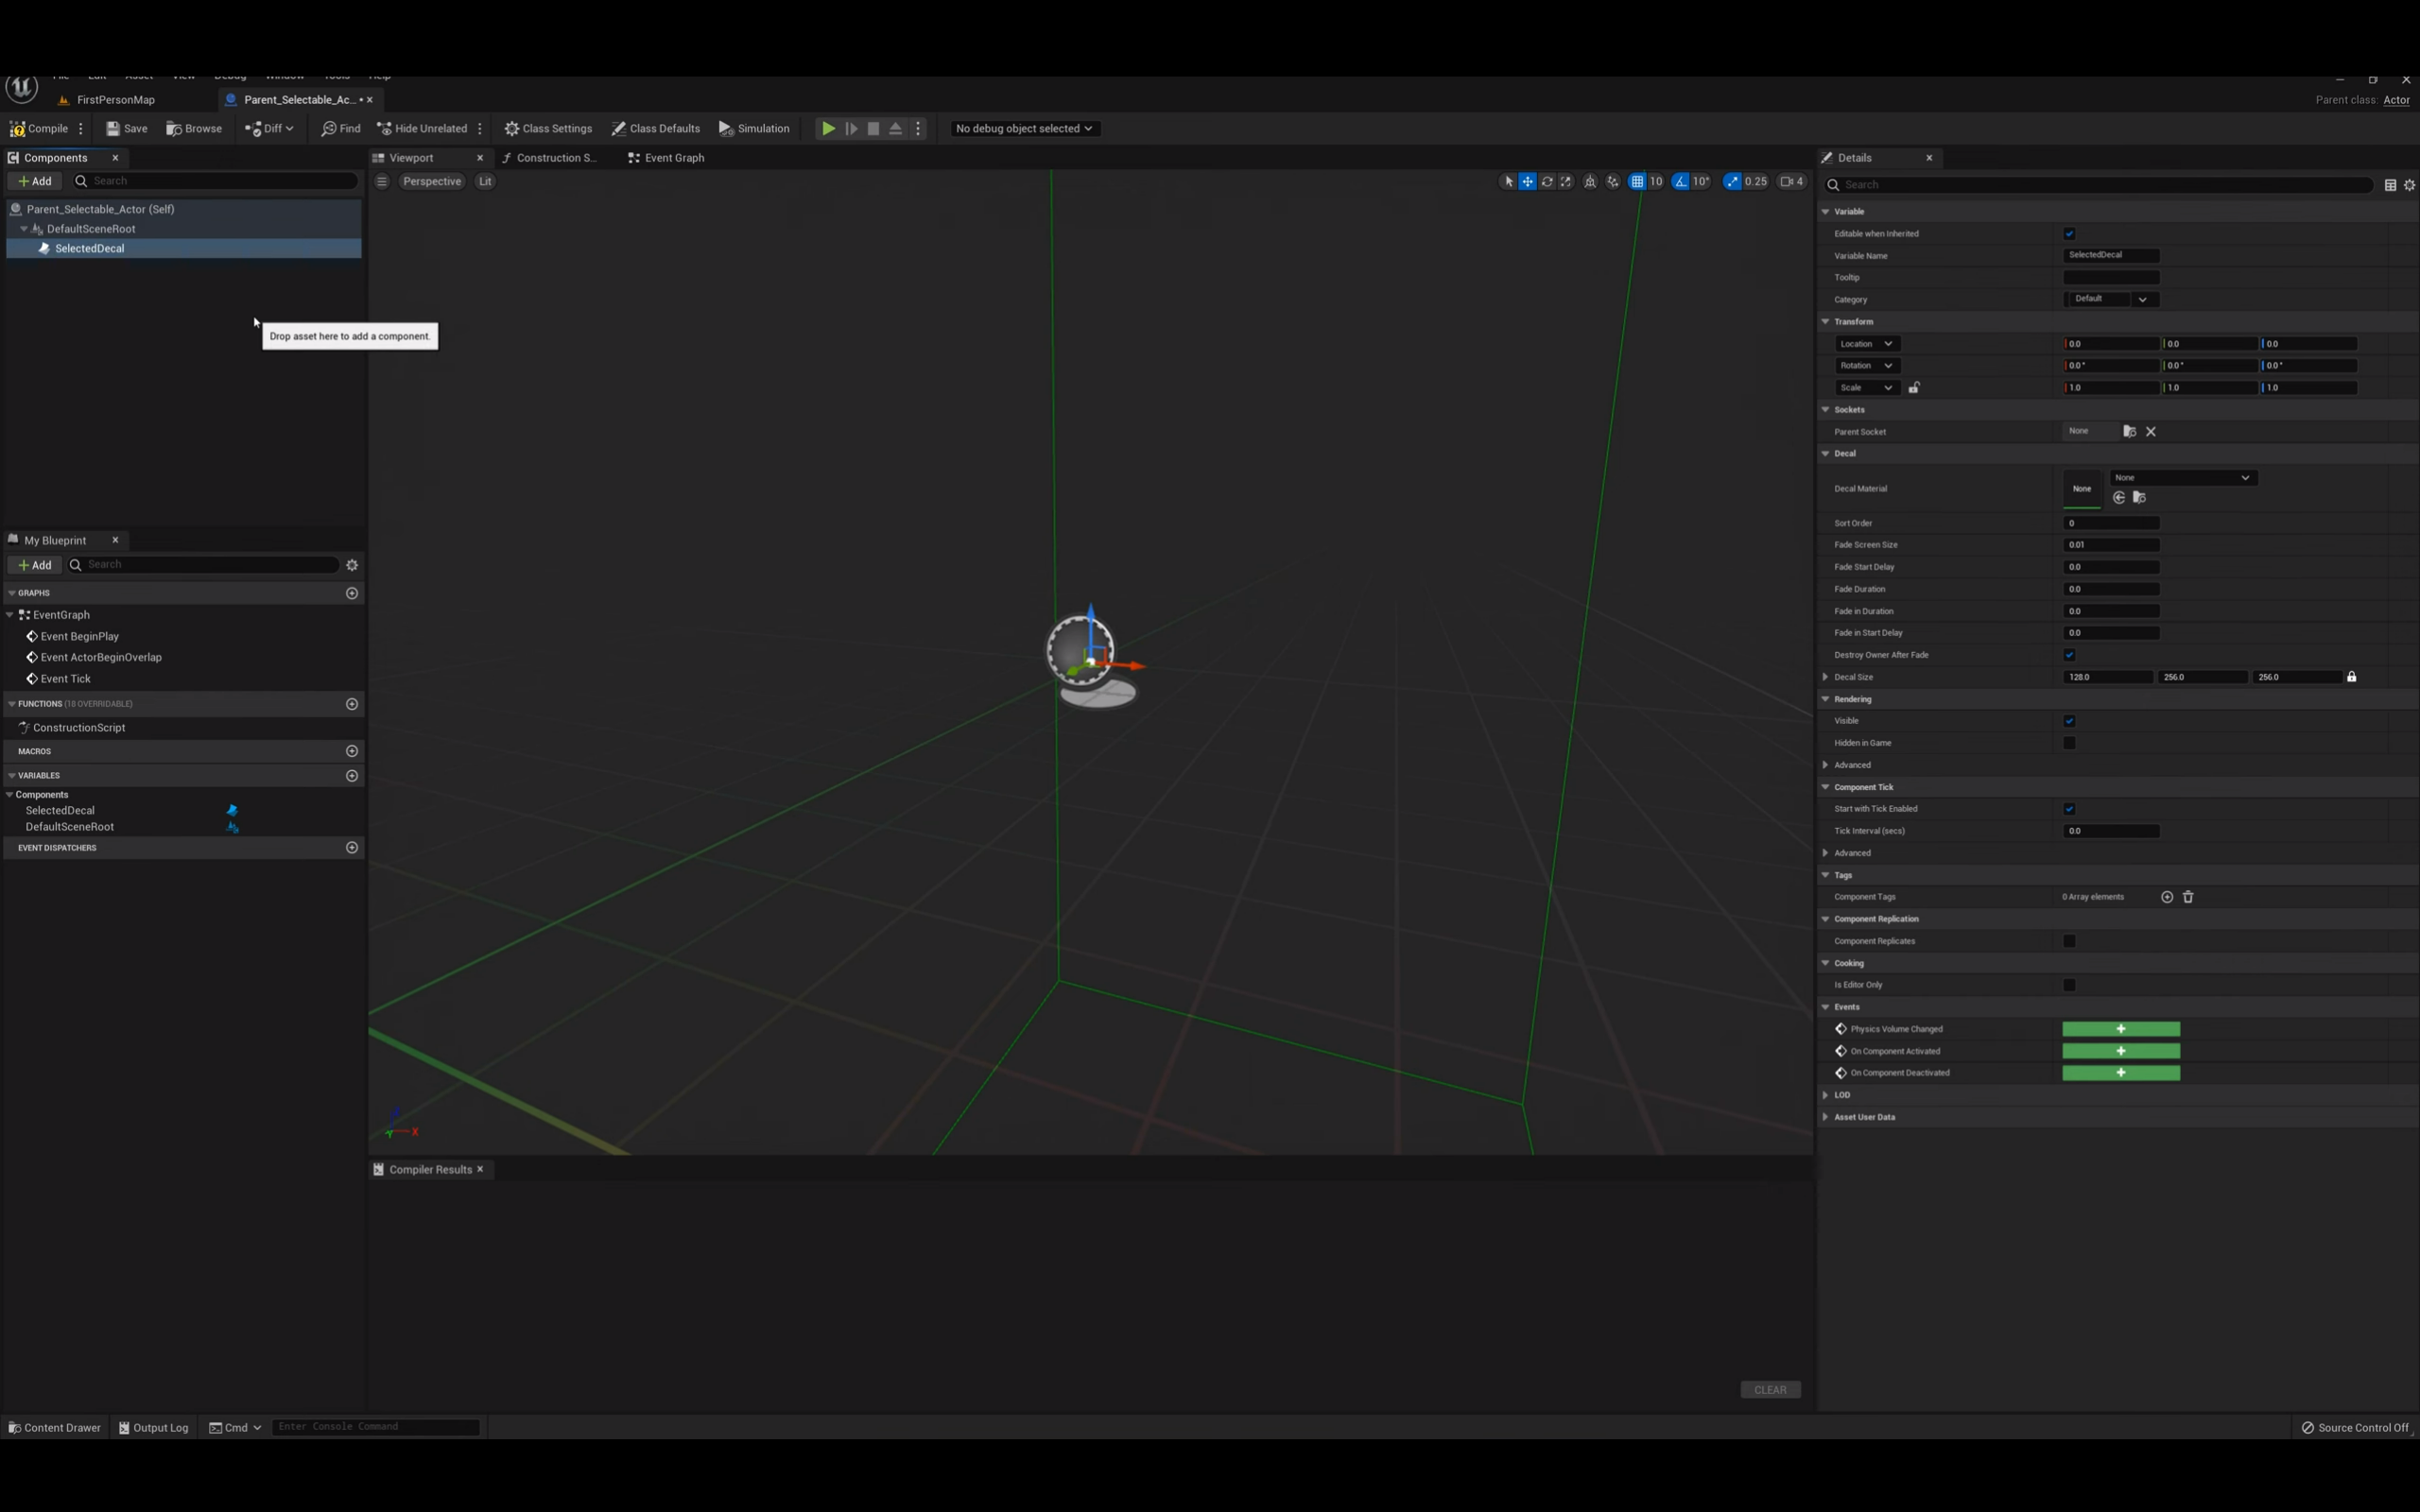 File Edit Asset View Debug Window Tools Help
FirstPersonMap
Parent_Selectable_Ac... •
Parent class: Actor
Compile
Save
Browse
Diff
Find
Hide Unrelated
Class Settings
Class Defaults
Simulation
No debug object selected
Components
Add
Search
Parent_Selectable_Actor (Self)
DefaultSceneRoot
SelectedDecal
Drop asset here to add a component.
My Blueprint
Add
Search
GRAPHS
EventGraph
Event BeginPlay
Event ActorBeginOverlap
Event Tick
FUNCTIONS (18 OVERRIDABLE)
ConstructionScript
MACROS
VARIABLES
Components
SelectedDecal
DefaultSceneRoot
EVENT DISPATCHERS
Viewport
Construction S...
Event Graph
Perspective
Lit
10
10°
0.25
4
X
Y
Compiler Results
CLEAR
Details
Search
Variable
Editable when Inherited
Variable Name SelectedDecal
Tooltip
Category Default
Transform
Location 0.0 0.0 0.0
Rotation 0.0° 0.0° 0.0°
Scale 1.0 1.0 1.0
Sockets
Parent Socket None
Decal
Decal Material None None
Sort Order 0
Fade Screen Size 0.01
Fade Start Delay 0.0
Fade Duration 0.0
Fade in Duration 0.0
Fade in Start Delay 0.0
Destroy Owner After Fade
Decal Size 128.0 256.0 256.0
Rendering
Visible
Hidden in Game
Advanced
Component Tick
Start with Tick Enabled
Tick Interval (secs) 0.0
Advanced
Tags
Component Tags 0 Array elements
Component Replication
Component Replicates
Cooking
Is Editor Only
Events
Physics Volume Changed
On Component Activated
On Component Deactivated
LOD
Asset User Data
Content Drawer
Output Log
Cmd
Enter Console Command
Source Control Off